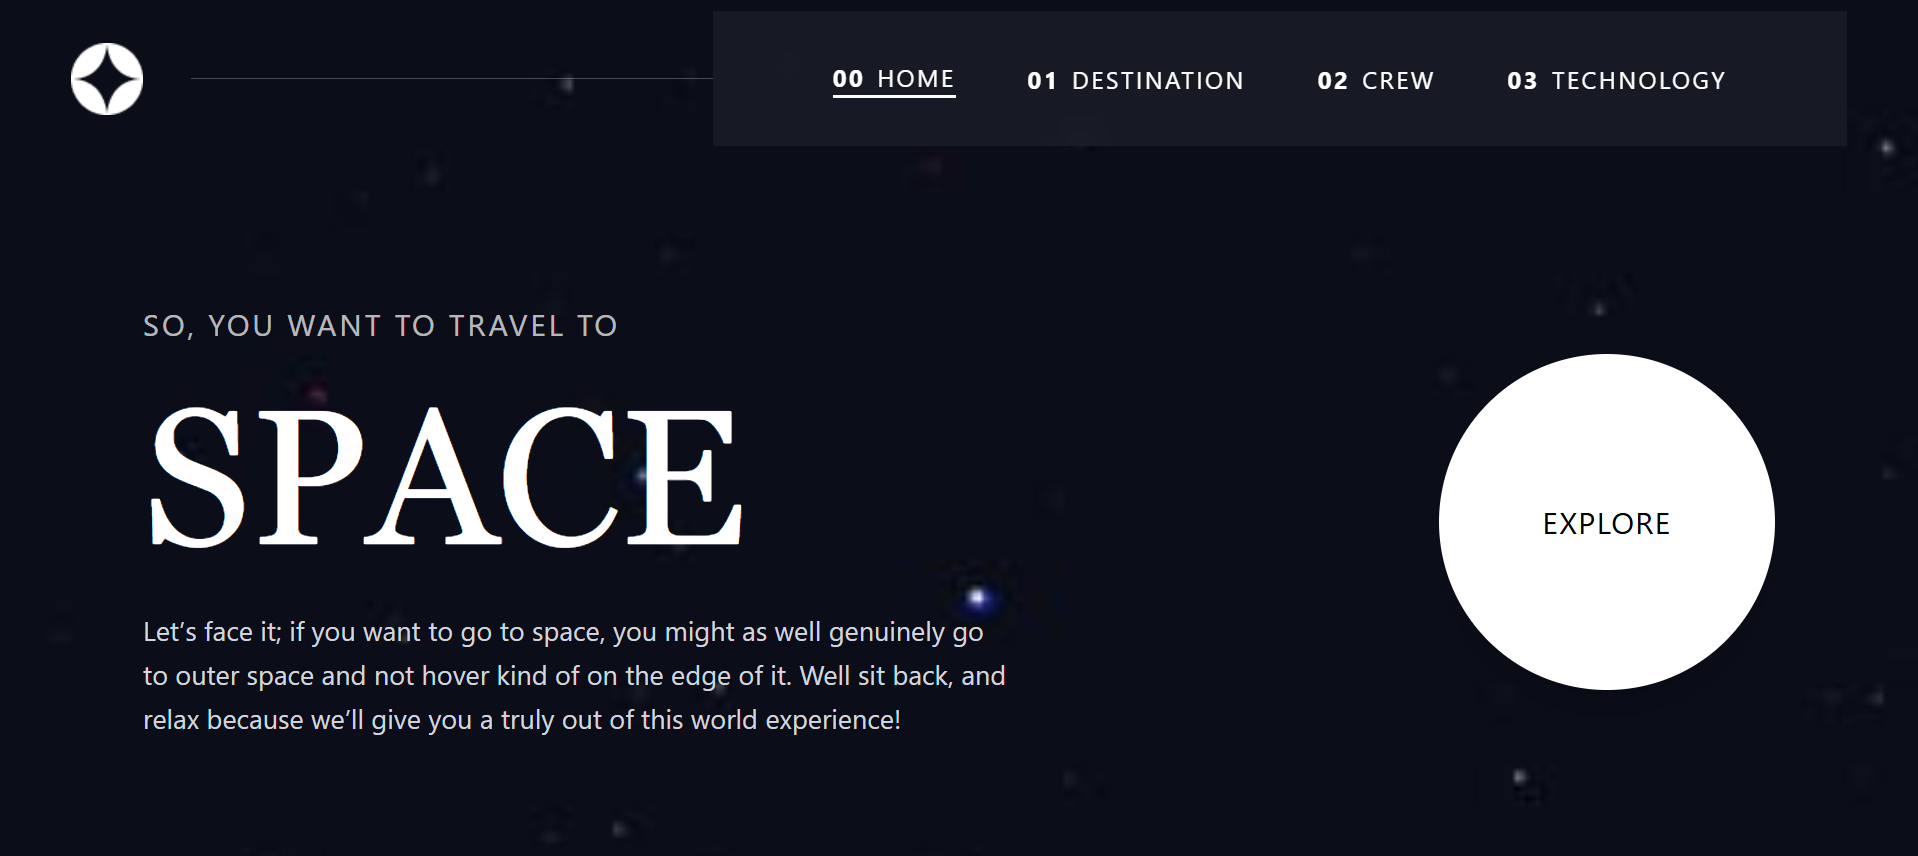 00 HOME 01 DESTINATION 02 CREW 03 TECHNOLOGY
SO, YOU WANT TO TRAVEL TO
SPACE
Let’s face it; if you want to go to space, you might as well genuinely go
to outer space and not hover kind of on the edge of it. Well sit back, and
relax because we’ll give you a truly out of this world experience!
EXPLORE